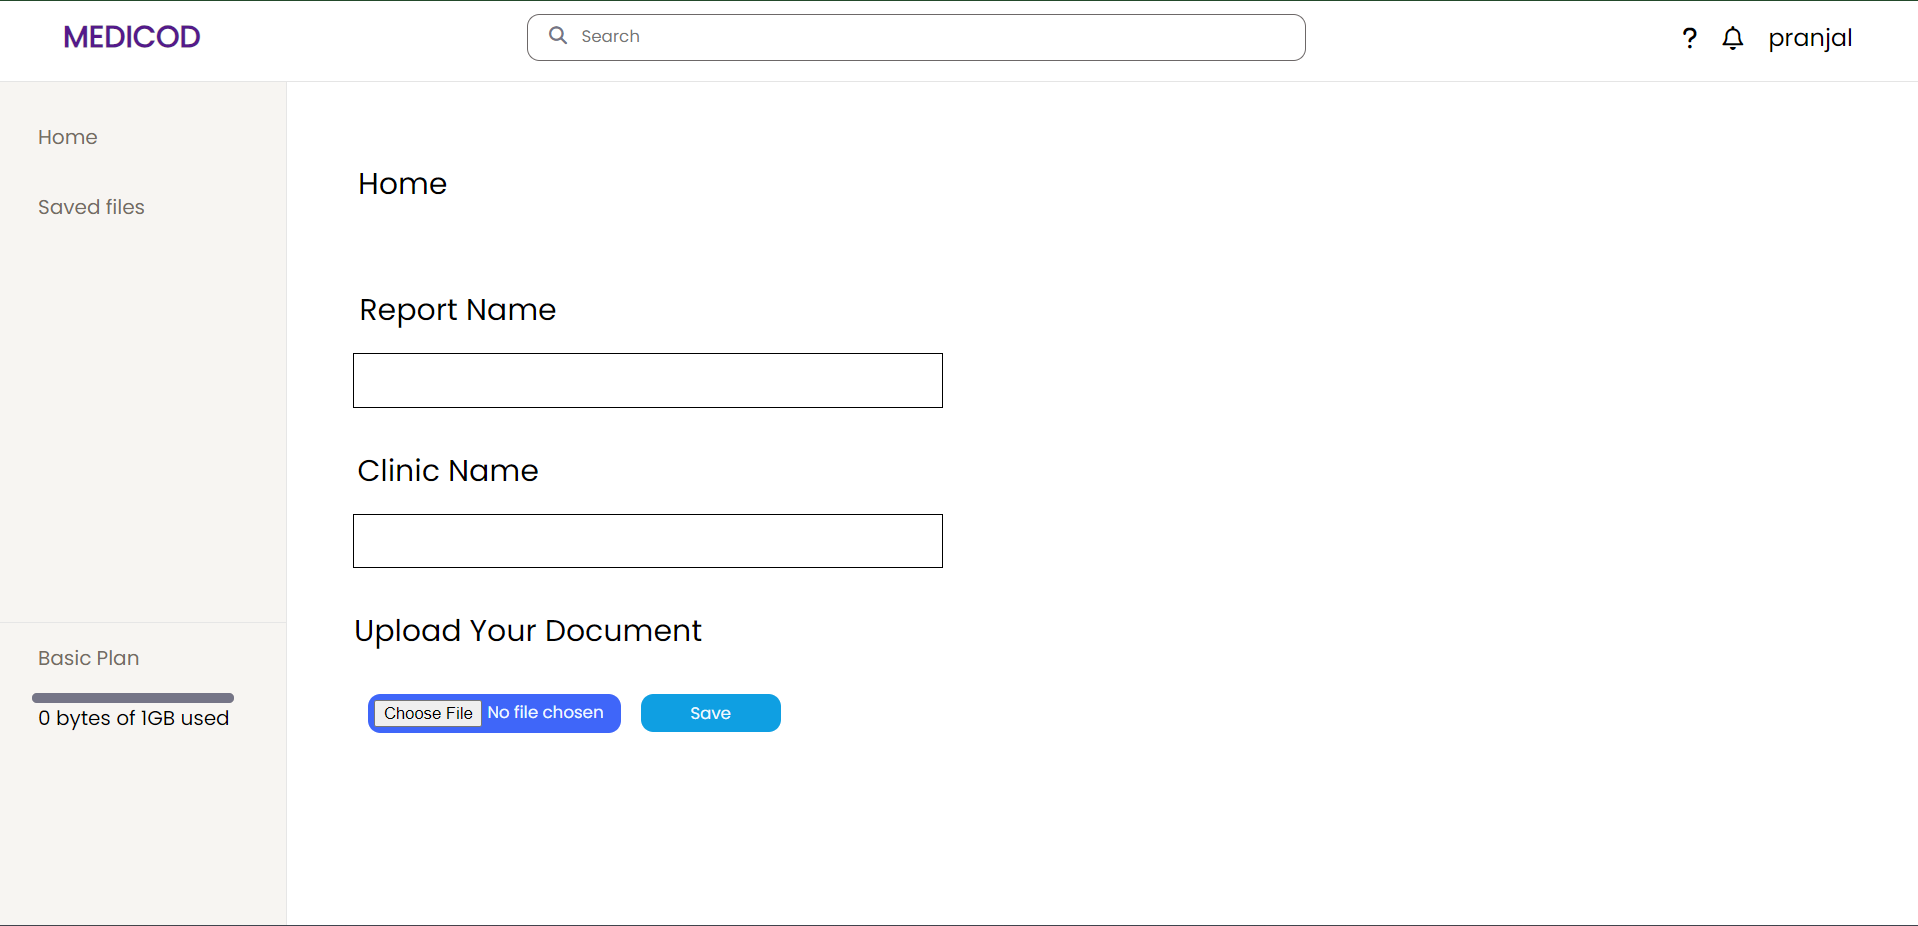 MEDICOD
Search
? pranjal
Home
Saved files
Home
Report Name
Clinic Name
Upload Your Document
Choose File No file chosen
Save
Basic Plan
0 bytes of 1GB used